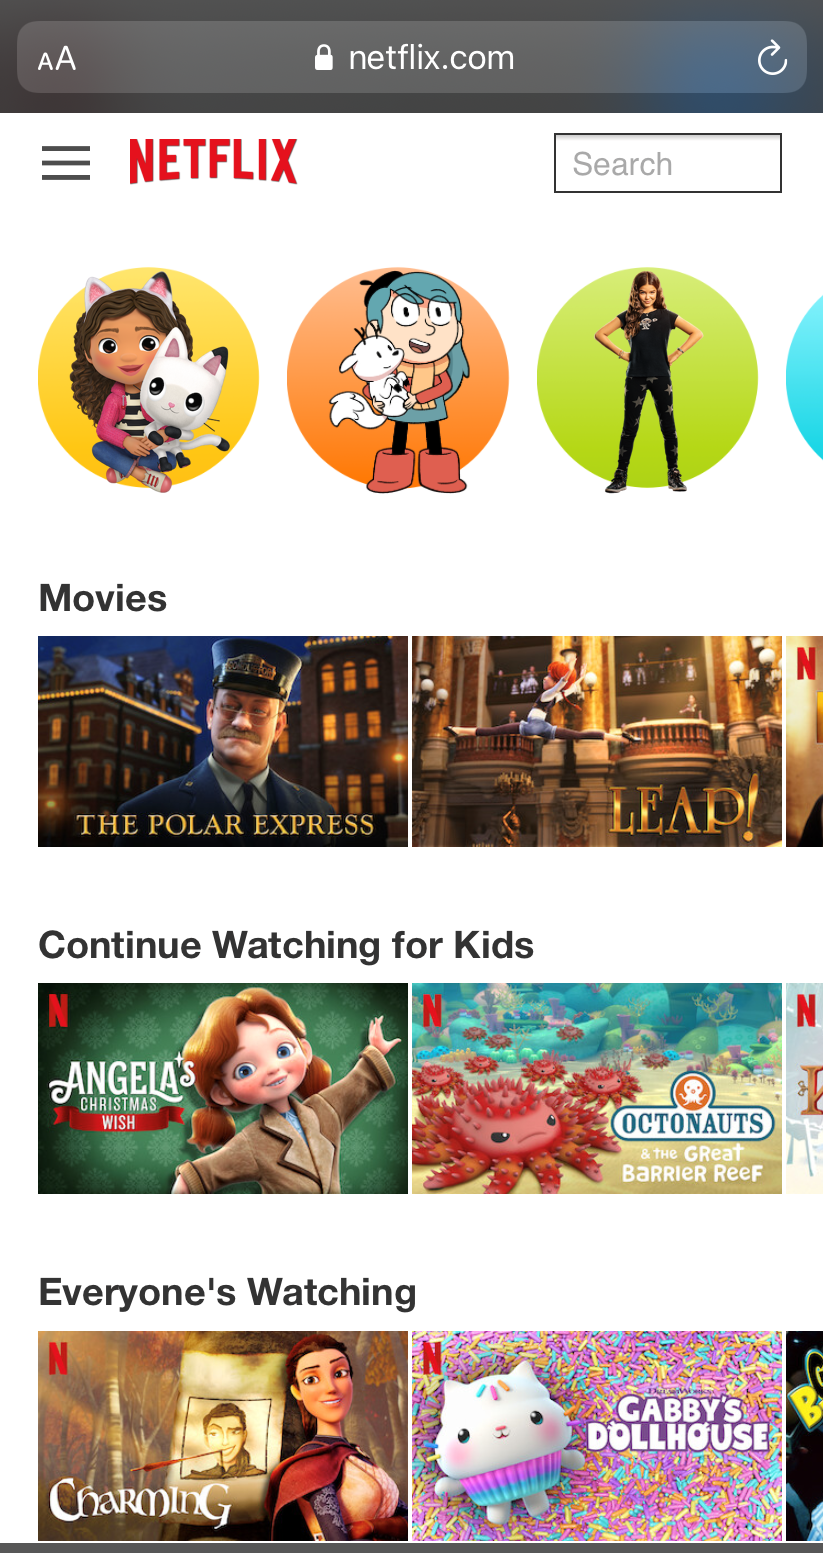 AA
netflix.com
NETFLIX
Search
Movies
THE POLAR EXPRESS
LEAP!
N
Continue Watching for Kids
N
ANGELA'S
CHRISTMAS
WISH
N
OCTONAUTS
& THE GREAT
BARRIER REEF
N
Everyone's Watching
N
CHARMING
N
DREAMWORKS
GABBY'S
DOLLHOUSE